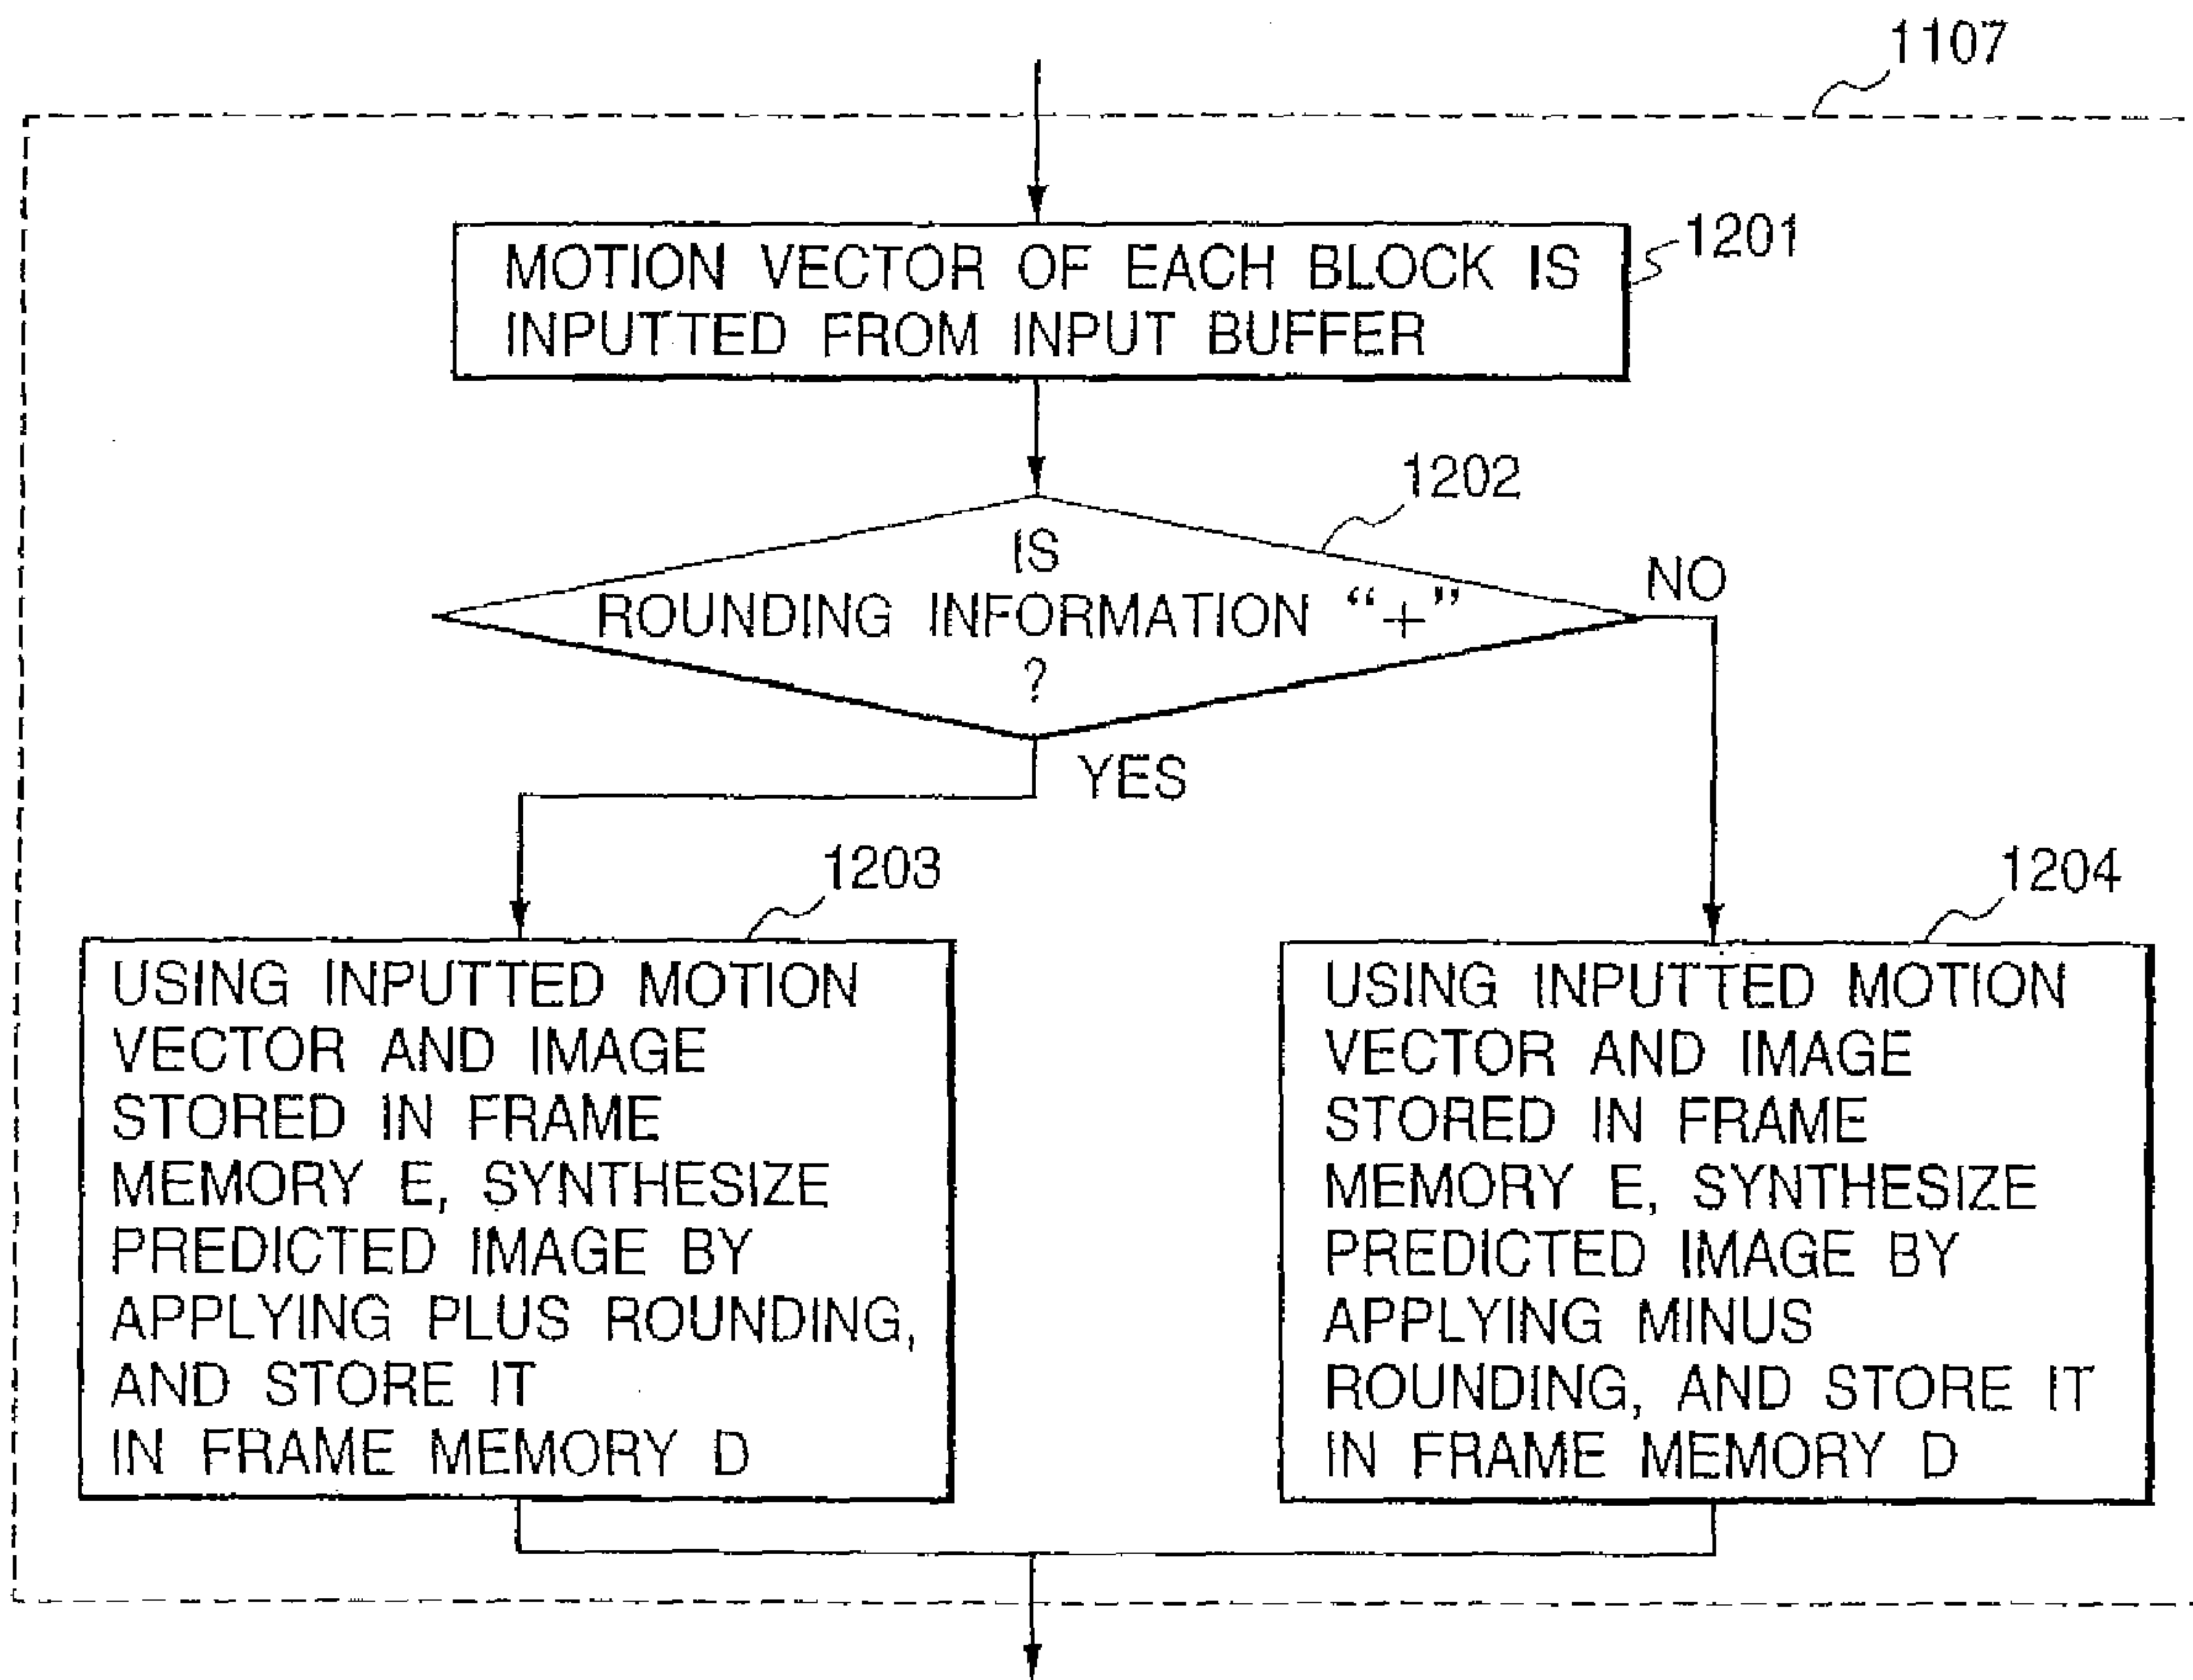 1107
MOTION VECTOR OF EACH BLOCK IS
INPUTTED FROM INPUT BUFFER
1201
1202
IS
ROUNDING INFORMATION “+”
?
NO
YES
1203
USING INPUTTED MOTION
VECTOR AND IMAGE
STORED IN FRAME
MEMORY E, SYNTHESIZE
PREDICTED IMAGE BY
APPLYING PLUS ROUNDING,
AND STORE IT
IN FRAME MEMORY D
1204
USING INPUTTED MOTION
VECTOR AND IMAGE
STORED IN FRAME
MEMORY E, SYNTHESIZE
PREDICTED IMAGE BY
APPLYING MINUS
ROUNDING, AND STORE IT
IN FRAME MEMORY D